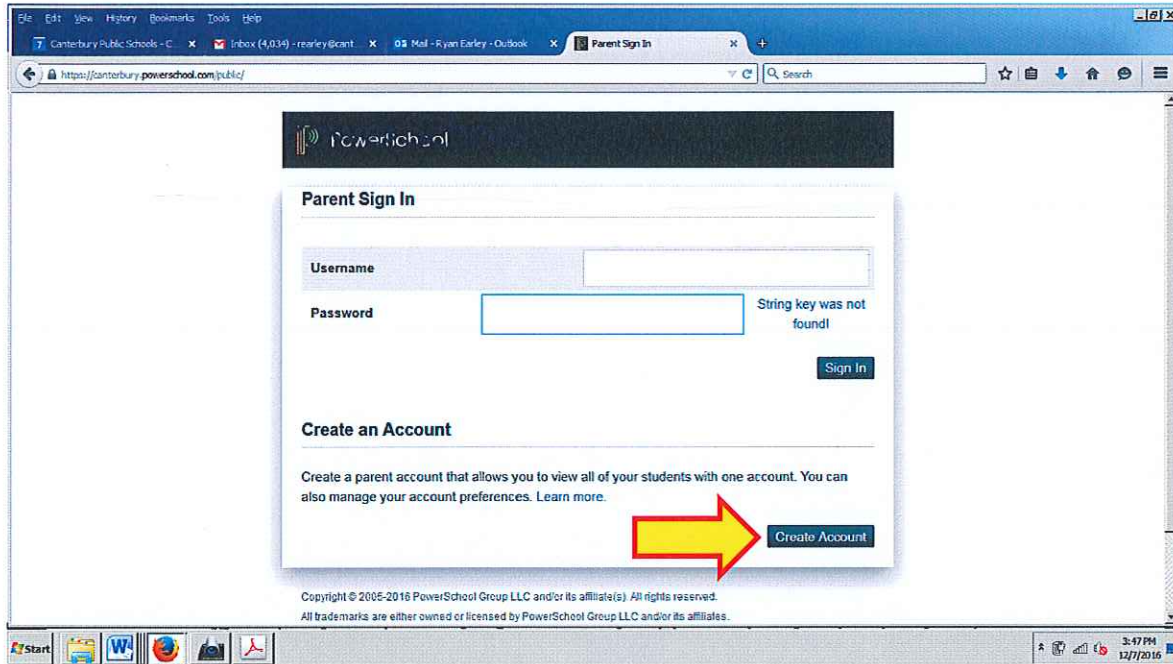 File Edit View History Bookmarks Tools Help
7 Canterbury Public Schools - C... x Inbox (4,034) - rearley@cant... x Mail - Ryan Earley - Outlook x Parent Sign In x +
https://canterbury.powerschool.com/public/ Search
PowerSchool
Parent Sign In
Username
Password String key was not
found!
Sign In
Create an Account
Create a parent account that allows you to view all of your students with one account. You can
also manage your account preferences. Learn more.
Create Account
Copyright © 2005-2016 PowerSchool Group LLC and/or its affiliate(s). All rights reserved.
All trademarks are either owned or licensed by PowerSchool Group LLC and/or its affiliates.
Start W 3:47 PM
12/7/2016